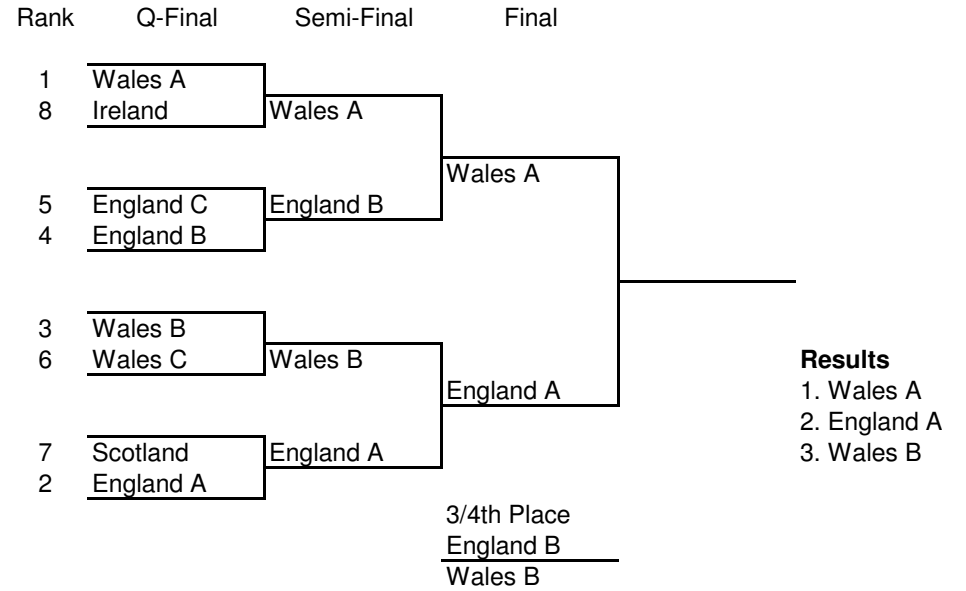 Rank Q-Final Semi-Final Final
1 Wales A
8 Ireland Wales A
Wales A
5 England C England B
4 England B
3 Wales B
6 Wales C Wales B Results
England A 1. Wales A
2. England A
7 Scotland England A 3. Wales B
2 England A
3/4th Place
England B
Wales B